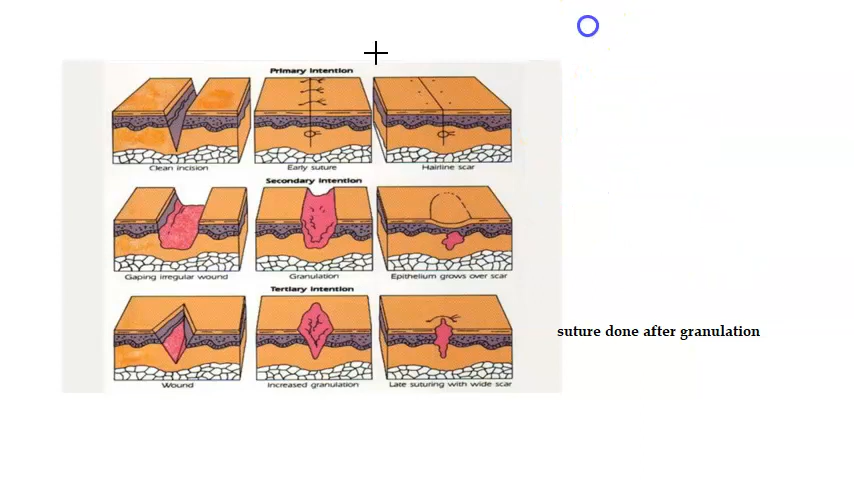 Primary Intention
Clean incision
Early suture
Hairline scar
Secondary Intention
Gaping irregular wound
Granulation
Epithelium grows over scar
Tertiary Intention
Wound
Increased granulation
Late suturing with wide scar
suture done after granulation